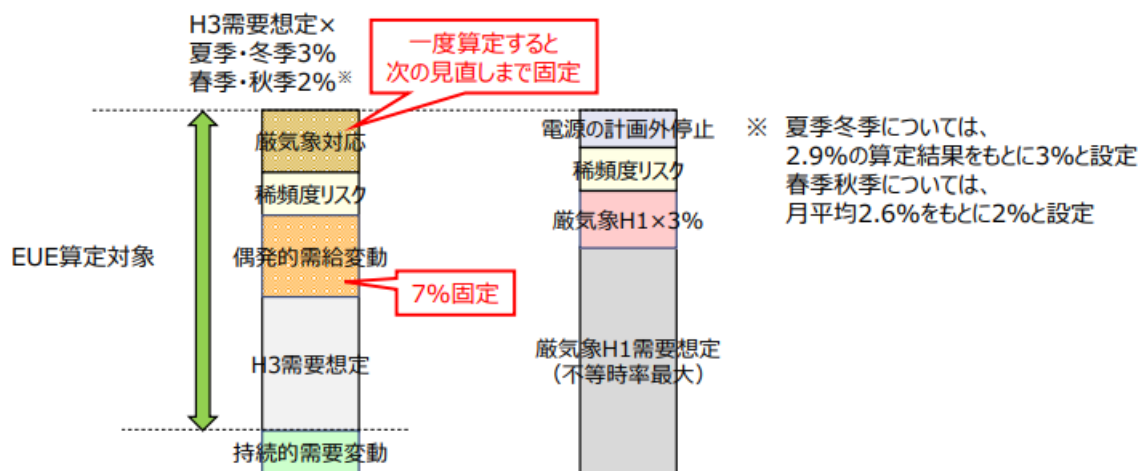 H3需要想定×
夏季・冬季3%
春季・秋季2%※
一度算定すると
次の見直しまで固定
厳気象対応
稀頻度リスク
偶発的需給変動
7%固定
EUE算定対象
H3需要想定
持続的需要変動
電源の計画外停止
稀頻度リスク
厳気象H1×3%
厳気象H1需要想定
（不等時率最大）
※ 夏季冬季については、
2.9%の算定結果をもとに3%と設定
春季秋季については、
月平均2.6%をもとに2%と設定